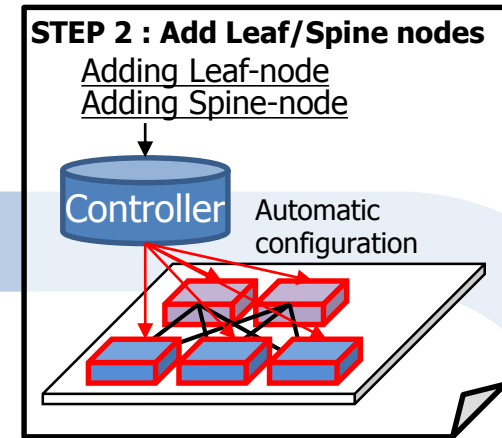 STEP 2 : Add Leaf/Spine nodes
Adding Leaf-node
Adding Spine-node
Controller
Automatic
configuration